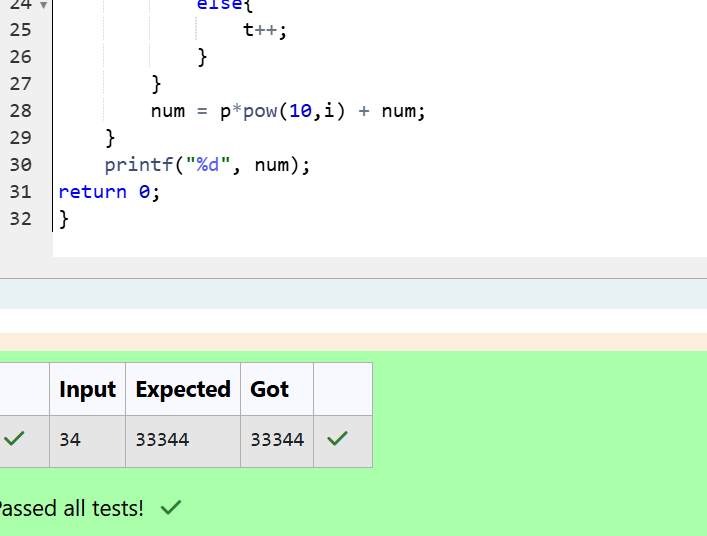 24 else{
25 t++;
26 }
27 }
28 num = p*pow(10,i) + num;
29 }
30 printf("%d", num);
31 return 0;
32 }
Input Expected Got
34 33344 33344
Passed all tests!